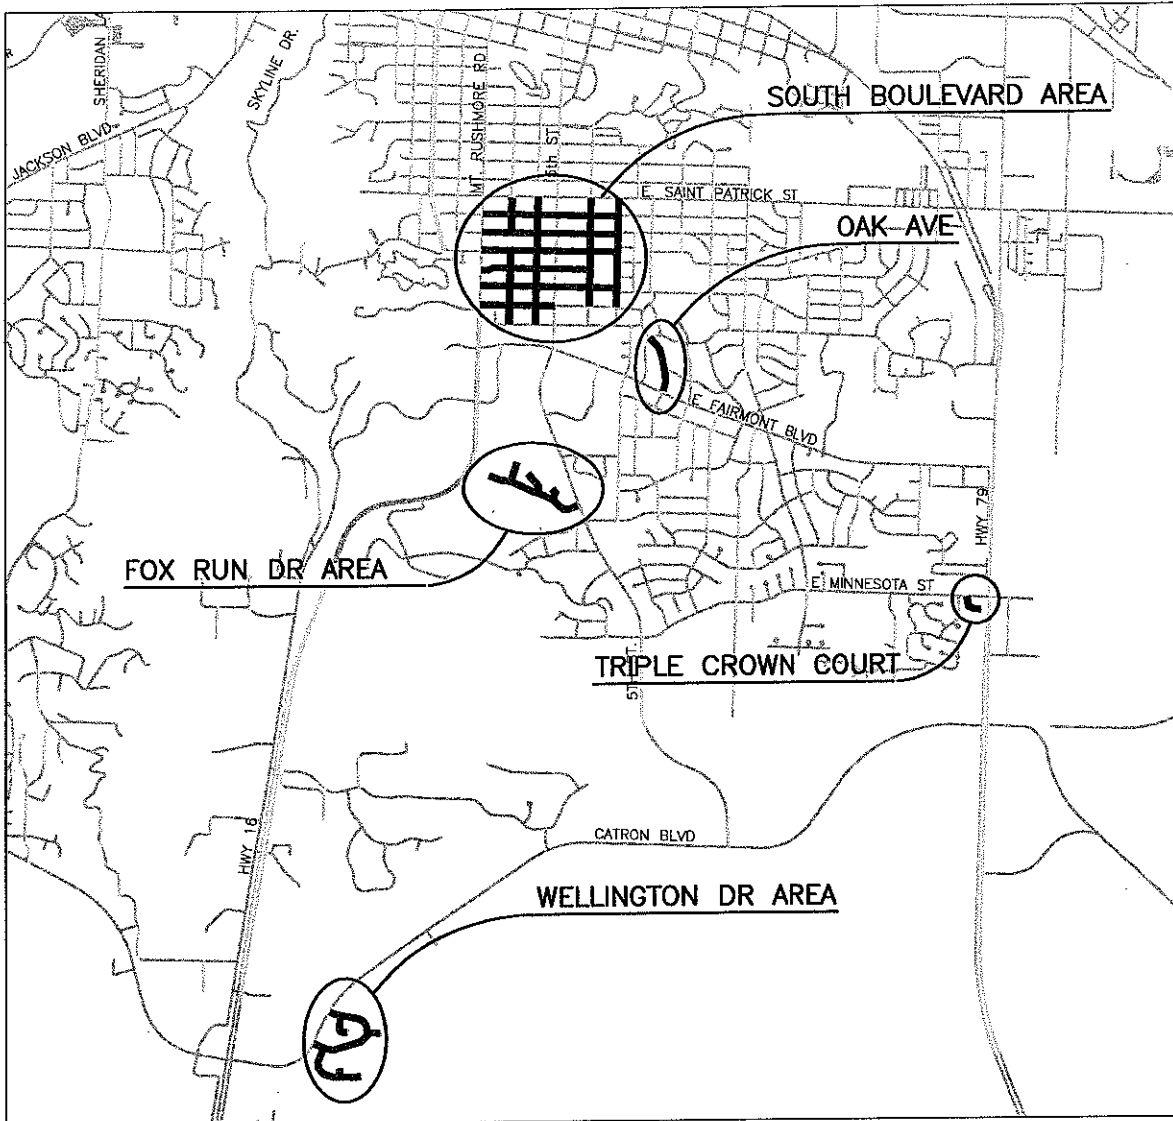 SHERIDAN
SKYLINE DR.
JACKSON BLVD
MT RUSHMORE RD
5th ST
SOUTH BOULEVARD AREA
E. SAINT PATRICK ST
OAK AVE
E FAIRMONT BLVD
HWY 79
FOX RUN DR AREA
E MINNESOTA ST
TRIPLE CROWN COURT
HWY 16
CATRON BLVD
WELLINGTON DR AREA